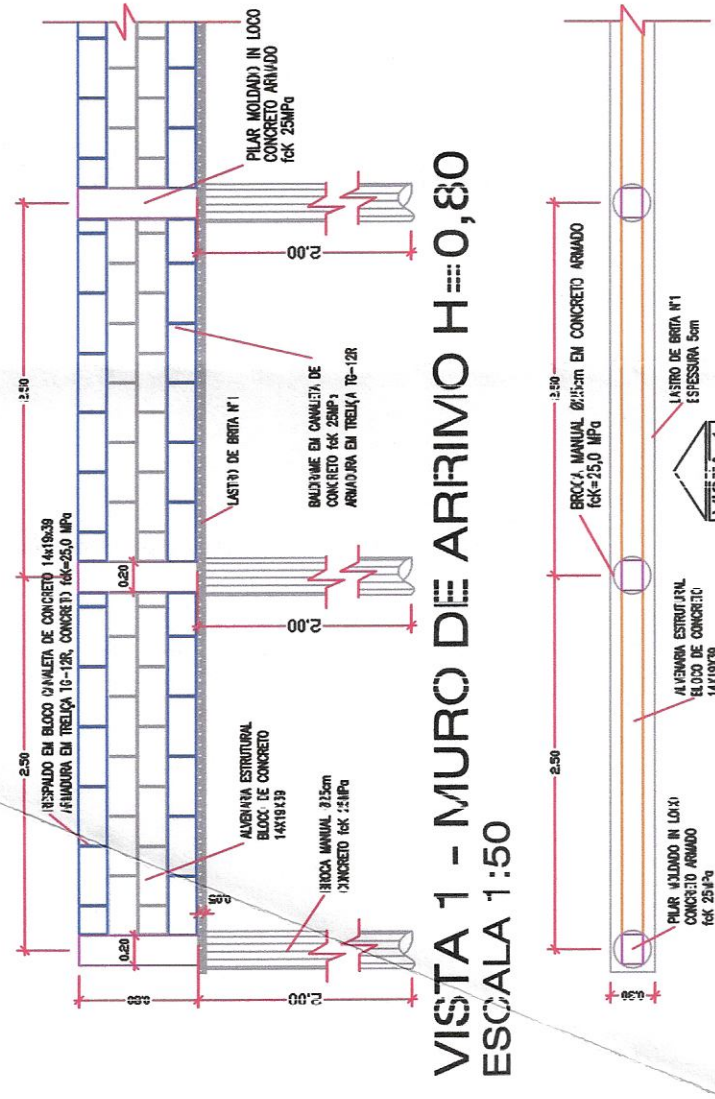 2.50
2.50
RESPALDO EM BLOCO CANALETA DE CONCRETO 14x19x39
ARMADURA EM TRELIÇA TG-12R, CONCRETO fcK=25,0 MPa
0.20
0.20
PILAR MOLDADO IN LOCO
CONCRETO ARMADO
fcK 25MPa
0.80
ALVENARIA ESTRUTURAL
BLOCO DE CONCRETO
14X19X39
LASTRO DE BRITA N°1
BALDRAME EM CANALETA DE
CONCRETO fcK 25MPa
ARMADURA EM TRELIÇA TG-12R
BROCA MANUAL Ø25cm
CONCRETO fcK 25MPa
2,00
2,00
2,00
VISTA 1 - MURO DE ARRIMO H=0,80
ESCALA 1:50
2.50
2.50
BROCA MANUAL Ø25cm EM CONCRETO ARMADO
fcK=25,0 MPa
PILAR MOLDADO IN LOCO
CONCRETO ARMADO
fcK 25MPa
ALVENARIA ESTRUTURAL
BLOCO DE CONCRETO
14X19X39
LASTRO DE BRITA N°1
ESPESSURA 5cm